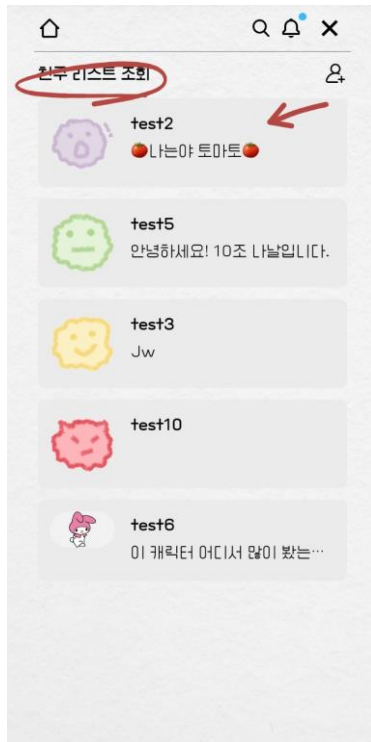 친구 리스트 조회
test2
🍅나는야 토마토🍅
test5
안녕하세요! 10조 나날입니다.
test3
Jw
test10
test6
이 캐릭터 어디서 많이 봤는…